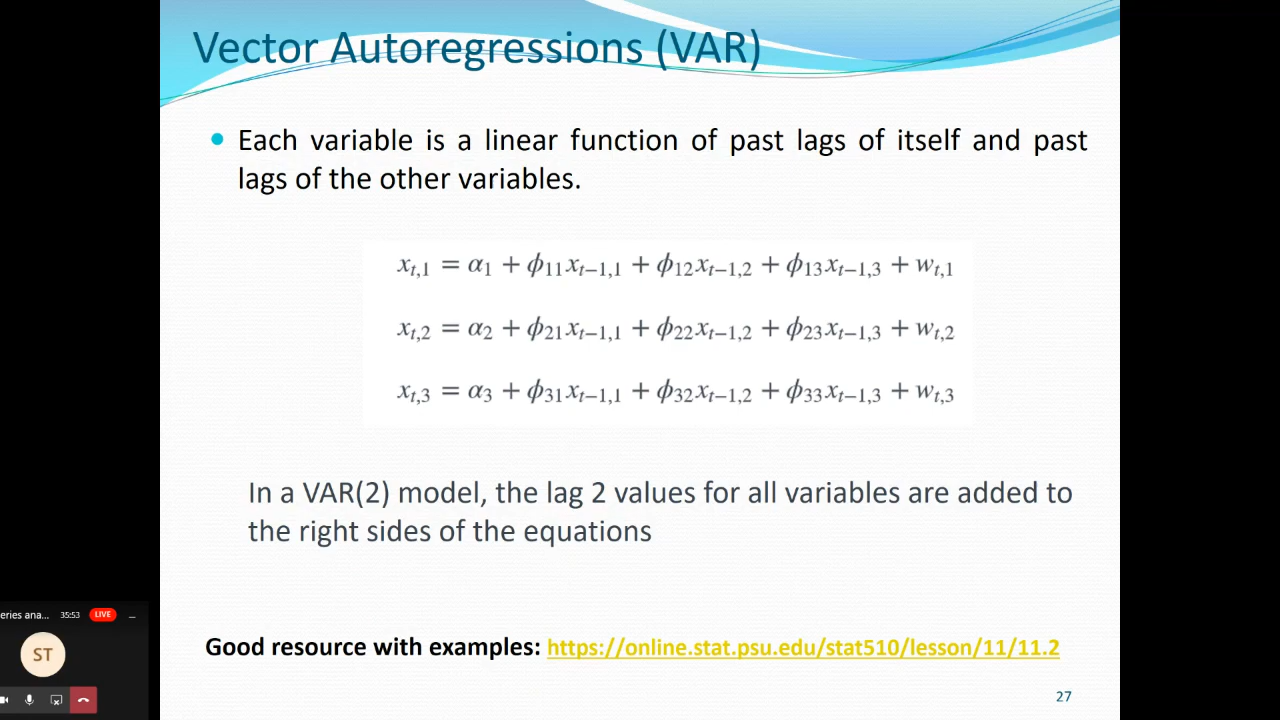 Vector Autoregressions (VAR)
• Each variable is a linear function of past lags of itself and past
lags of the other variables.
xₜ,₁ = α₁ + ϕ₁₁xₜ₋₁,₁ + ϕ₁₂xₜ₋₁,₂ + ϕ₁₃xₜ₋₁,₃ + wₜ,₁
xₜ,₂ = α₂ + ϕ₂₁xₜ₋₁,₁ + ϕ₂₂xₜ₋₁,₂ + ϕ₂₃xₜ₋₁,₃ + wₜ,₂
xₜ,₃ = α₃ + ϕ₃₁xₜ₋₁,₁ + ϕ₃₂xₜ₋₁,₂ + ϕ₃₃xₜ₋₁,₃ + wₜ,₃
In a VAR(2) model, the lag 2 values for all variables are added to
the right sides of the equations
eries ana... 35:53 LIVE
ST
Good resource with examples: https://online.stat.psu.edu/stat510/lesson/11/11.2
27